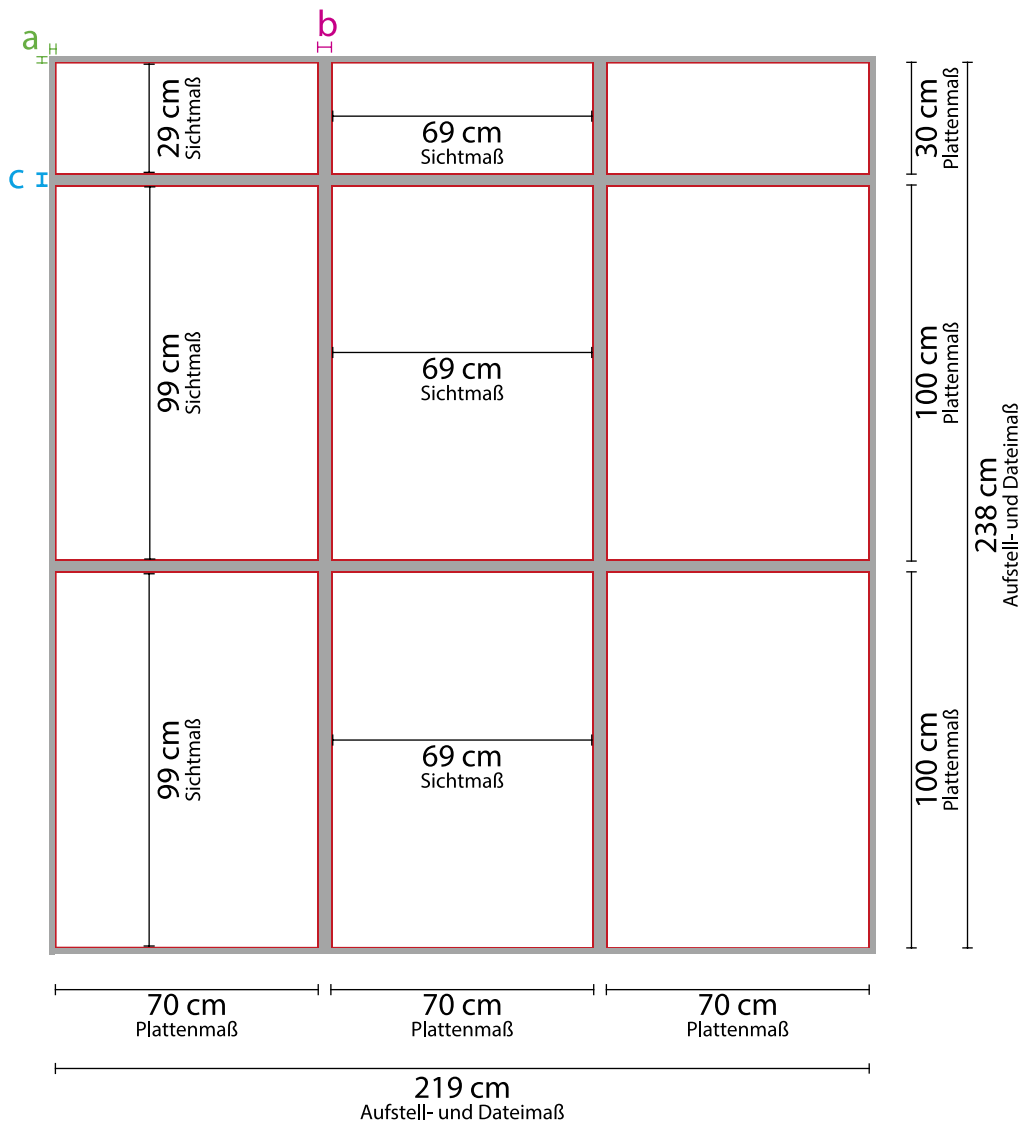 a
b
29 cm
Sichtmaß
69 cm
Sichtmaß
30 cm
Plattenmaß
c
99 cm
Sichtmaß
69 cm
Sichtmaß
100 cm
Plattenmaß
238 cm
Aufstell- und Dateimaß
99 cm
Sichtmaß
69 cm
Sichtmaß
100 cm
Plattenmaß
70 cm
Plattenmaß
70 cm
Plattenmaß
70 cm
Plattenmaß
219 cm
Aufstell- und Dateimaß